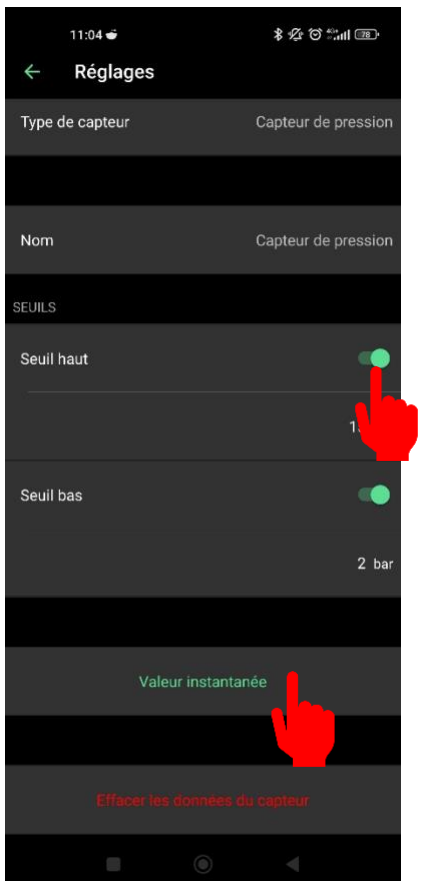 11:04 78
Réglages
Type de capteur Capteur de pression
Nom Capteur de pression
SEUILS
Seuil haut
Seuil bas
2 bar
Valeur instantanée
Effacer les données du capteur